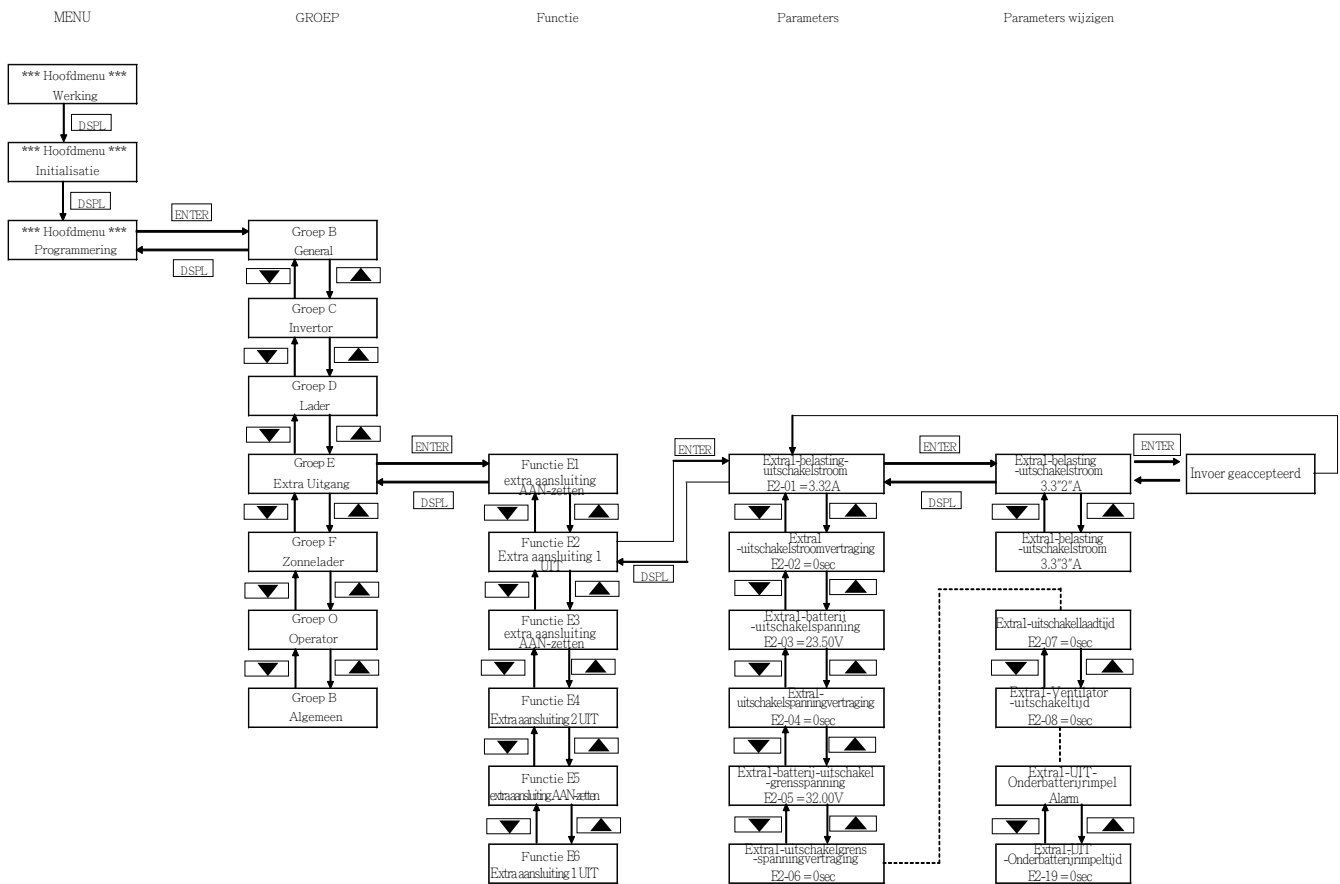 MENU
GROEP
Functie
Parameters
Parameters wijzigen
*** Hoofdmenu ***
Werking
DSPL
*** Hoofdmenu ***
Initialisatie
DSPL
*** Hoofdmenu ***
Programmering
ENTER
DSPL
Groep B
General
Groep C
Invertor
Groep D
Lader
Groep E
Extra Uitgang
Groep F
Zonnelader
Groep O
Operator
Groep B
Algemeen
ENTER
DSPL
Functie E1
extra aansluiting
AAN-zetten
Functie E2
Extra aansluiting 1
UIT
Functie E3
extra aansluiting
AAN-zetten
Functie E4
Extra aansluiting 2 UIT
Functie E5
extra aansluiting AAN-zetten
Functie E6
Extra aansluiting 1 UIT
ENTER
DSPL
Extra1-belasting-
uitschakelstroom
E2-01 = 3.32A
Extra1
-uitschakelstroomvertraging
E2-02 = 0sec
Extra1-batterij
-uitschakelspanning
E2-03 = 23.50V
Extra1-
uitschakelspanningvertraging
E2-04 = 0sec
Extra1-batterij-uitschakel
-grensspanning
E2-05 = 32.00V
Extra1-uitschakelgrens
-spanningvertraging
E2-06 = 0sec
ENTER
DSPL
Extra1-belasting
-uitschakelstroom
3.3"2"A
Extra1-belasting
-uitschakelstroom
3.3"3"A
Extra1-uitschakellaadtijd
E2-07 = 0sec
Extra1-Ventilator
-uitschakeltijd
E2-08 = 0sec
Extra1-UIT-
Onderbatterijrimpel
Alarm
Extra1-UIT
-Onderbatterijrimpeltijd
E2-19 = 0sec
ENTER
Invoer geaccepteerd